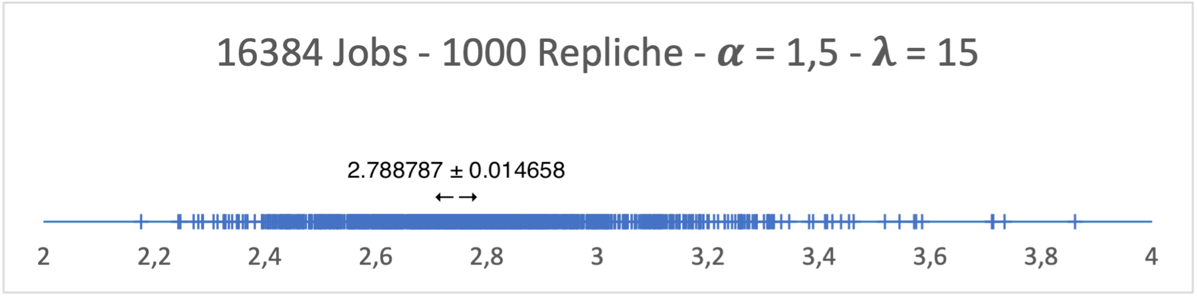 16384 Jobs - 1000 Repliche - 𝜶 = 1,5 - 𝝀 = 15
2.788787 ± 0.014658
2 2,2 2,4 2,6 2,8 3 3,2 3,4 3,6 3,8 4